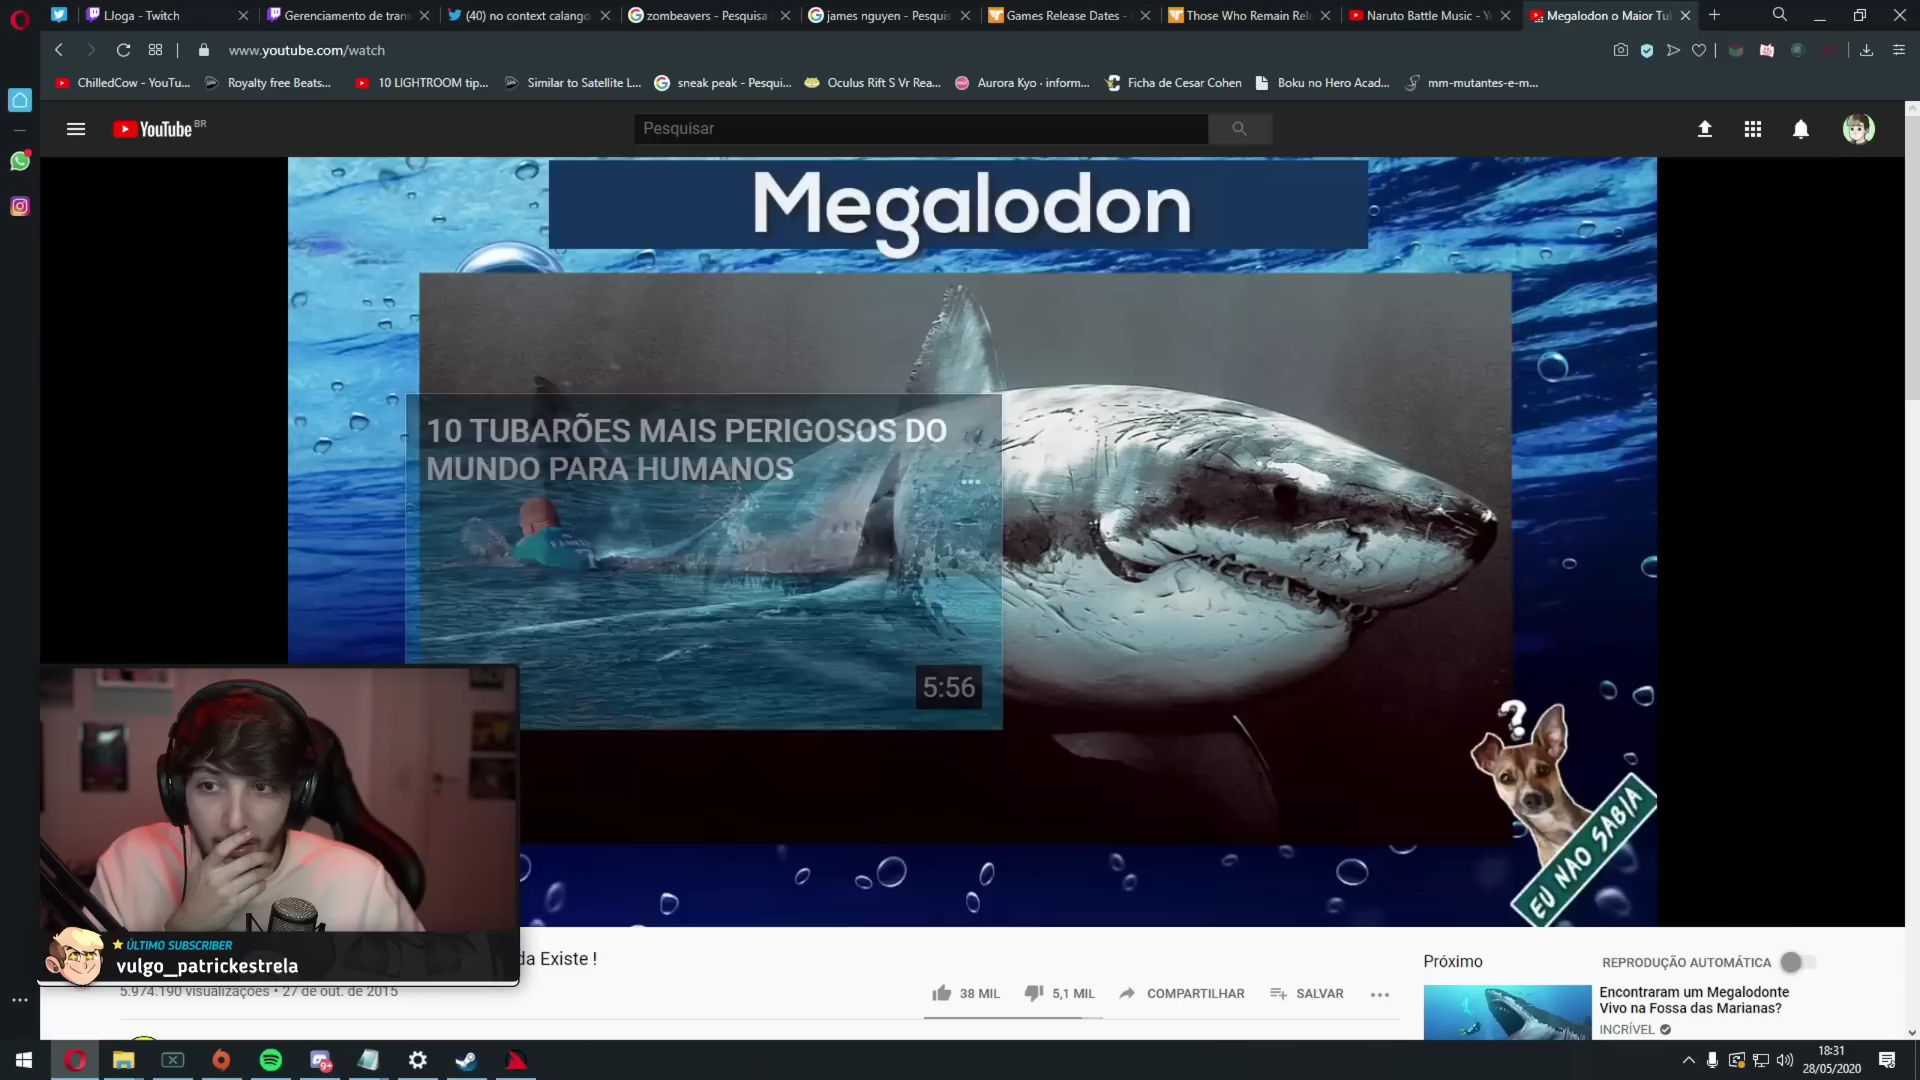 LJoga - Twitch
Gerenciamento de tran
(40) no context calango
zombeavers - Pesquisa
james nguyen - Pesquis
Games Release Dates -
Those Who Remain Rel
Naruto Battle Music - Y
Megalodon o Maior Tu
www.youtube.com/watch
ChilledCow - YouTu...
Royalty free Beats...
10 LIGHTROOM tip...
Similar to Satellite L...
sneak peak - Pesqui...
Oculus Rift S Vr Rea...
Aurora Kyo · inform...
Ficha de Cesar Cohen
Boku no Hero Acad...
mm-mutantes-e-m...
YouTube BR
Pesquisar
Megalodon
10 TUBARÕES MAIS PERIGOSOS DO
MUNDO PARA HUMANOS
5:56
?
EU NÃO SABIA
ÚLTIMO SUBSCRIBER
vulgo_patrickestrela
da Existe !
5.974.190 visualizações • 27 de out. de 2015
38 MIL
5,1 MIL
COMPARTILHAR
SALVAR
Próximo
REPRODUÇÃO AUTOMÁTICA
Encontraram um Megalodonte
Vivo na Fossa das Marianas?
INCRÍVEL
9+
18:31
28/05/2020